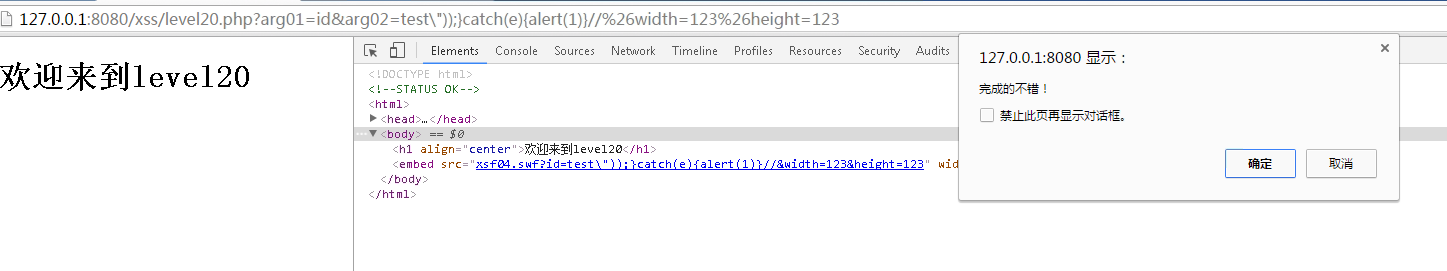 127.0.0.1:8080/xss/level20.php?arg01=id&arg02=test\"));}catch(e){alert(1)}//%26width=123%26height=123
欢迎来到level20
Elements Console Sources Network Timeline Profiles Resources Security Audits
<!DOCTYPE html>
<!--STATUS OK-->
<html>
<head>…</head>
<body> == $0
<h1 align="center">欢迎来到level20</h1>
<embed src="xsf04.swf?id=test\"));}catch(e){alert(1)}//&width=123&height=123" wid
</body>
</html>
127.0.0.1:8080 显示：
完成的不错！
禁止此页再显示对话框。
确定 取消